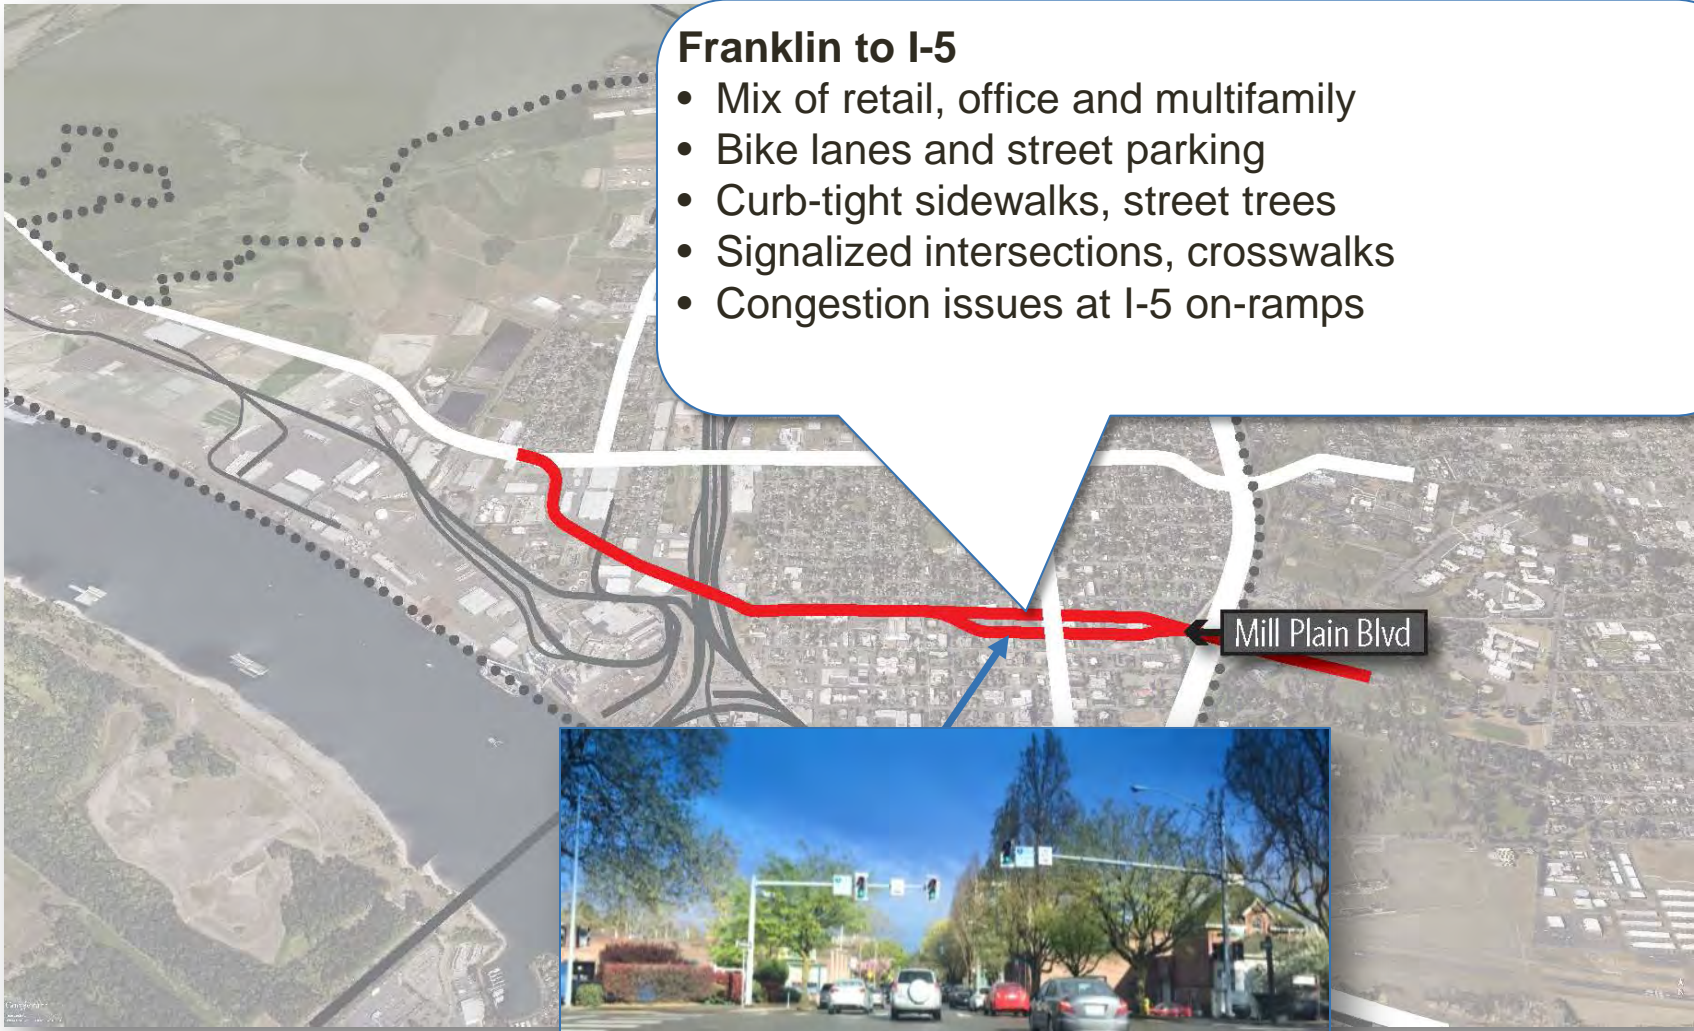 Franklin to I-5
• Mix of retail, office and multifamily
• Bike lanes and street parking
• Curb-tight sidewalks, street trees
• Signalized intersections, crosswalks
• Congestion issues at I-5 on-ramps
Mill Plain Blvd